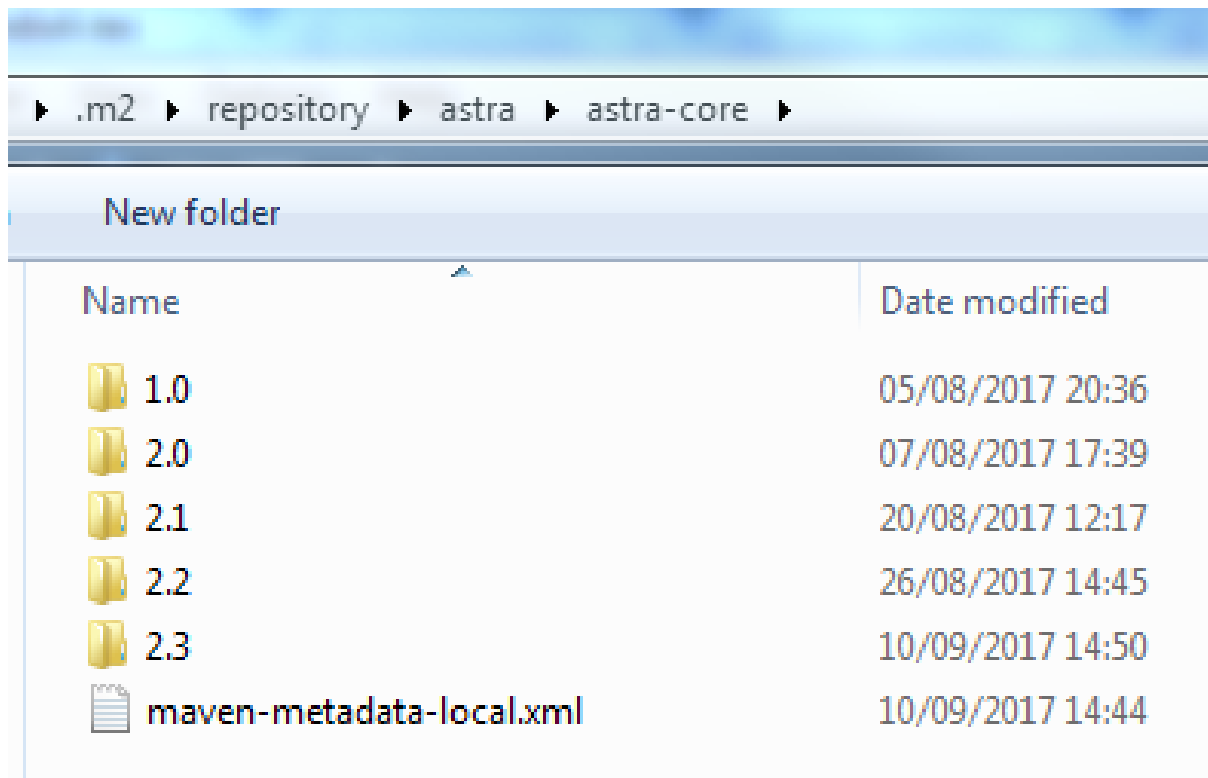 .m2 repository astra astra-core
New folder
Name Date modified
1.0 05/08/2017 20:36
2.0 07/08/2017 17:39
2.1 20/08/2017 12:17
2.2 26/08/2017 14:45
2.3 10/09/2017 14:50
maven-metadata-local.xml 10/09/2017 14:44